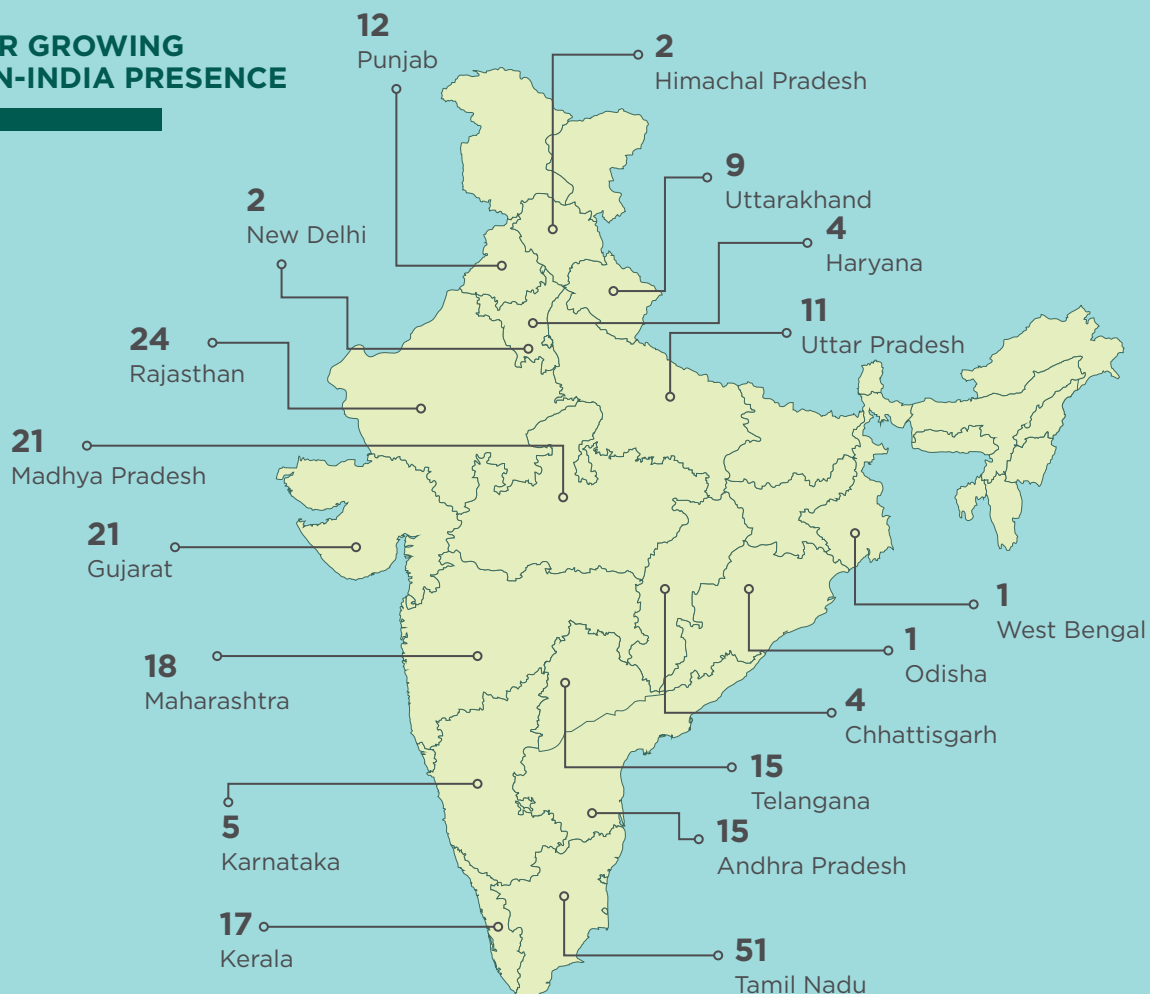 R GROWING
N-INDIA PRESENCE
12
Punjab
2
Himachal Pradesh
9
Uttarakhand
2
New Delhi
4
Haryana
11
Uttar Pradesh
24
Rajasthan
21
Madhya Pradesh
21
Gujarat
1
West Bengal
1
Odisha
18
Maharashtra
4
Chhattisgarh
15
Telangana
5
Karnataka
15
Andhra Pradesh
17
Kerala
51
Tamil Nadu